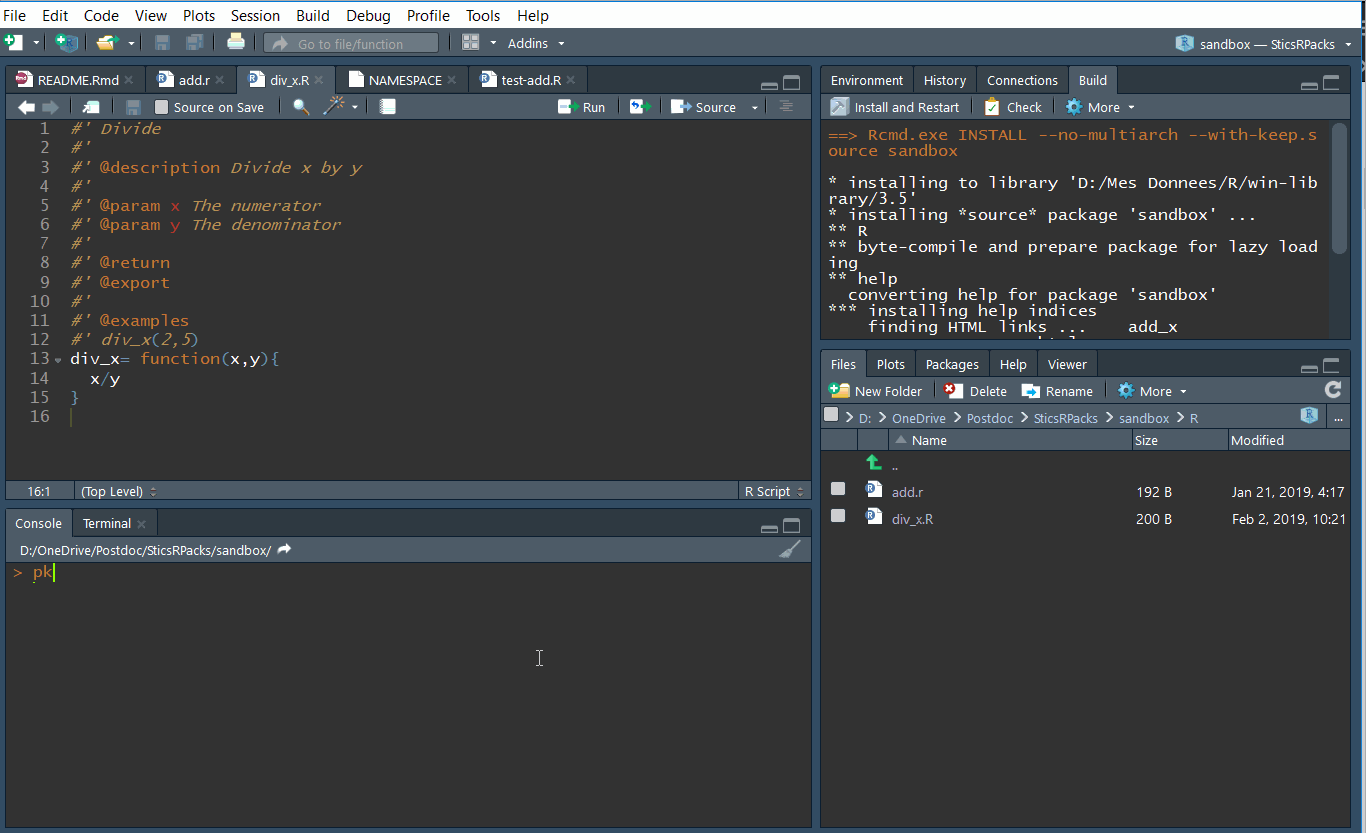 File Edit Code View Plots Session Build Debug Profile Tools Help
Go to file/function Addins sandbox — SticsRPacks
README.Rmd add.r div_x.R NAMESPACE test-add.R
Source on Save Run Source
1 #' Divide
2 #'
3 #' @description Divide x by y
4 #'
5 #' @param x The numerator
6 #' @param y The denominator
7 #'
8 #' @return
9 #' @export
10 #'
11 #' @examples
12 #' div_x(2,5)
13 div_x= function(x,y){
14 x/y
15 }
16
16:1 (Top Level) R Script
Console Terminal
D:/OneDrive/Postdoc/SticsRPacks/sandbox/
> pk
Environment History Connections Build
Install and Restart Check More
==> Rcmd.exe INSTALL --no-multiarch --with-keep.s
ource sandbox
* installing to library 'D:/Mes Donnees/R/win-lib
rary/3.5'
* installing *source* package 'sandbox' ...
** R
** byte-compile and prepare package for lazy load
ing
** help
converting help for package 'sandbox'
*** installing help indices
finding HTML links ... add_x
Files Plots Packages Help Viewer
New Folder Delete Rename More
D: OneDrive Postdoc SticsRPacks sandbox R ...
Name Size Modified
..
add.r 192 B Jan 21, 2019, 4:17
div_x.R 200 B Feb 2, 2019, 10:21